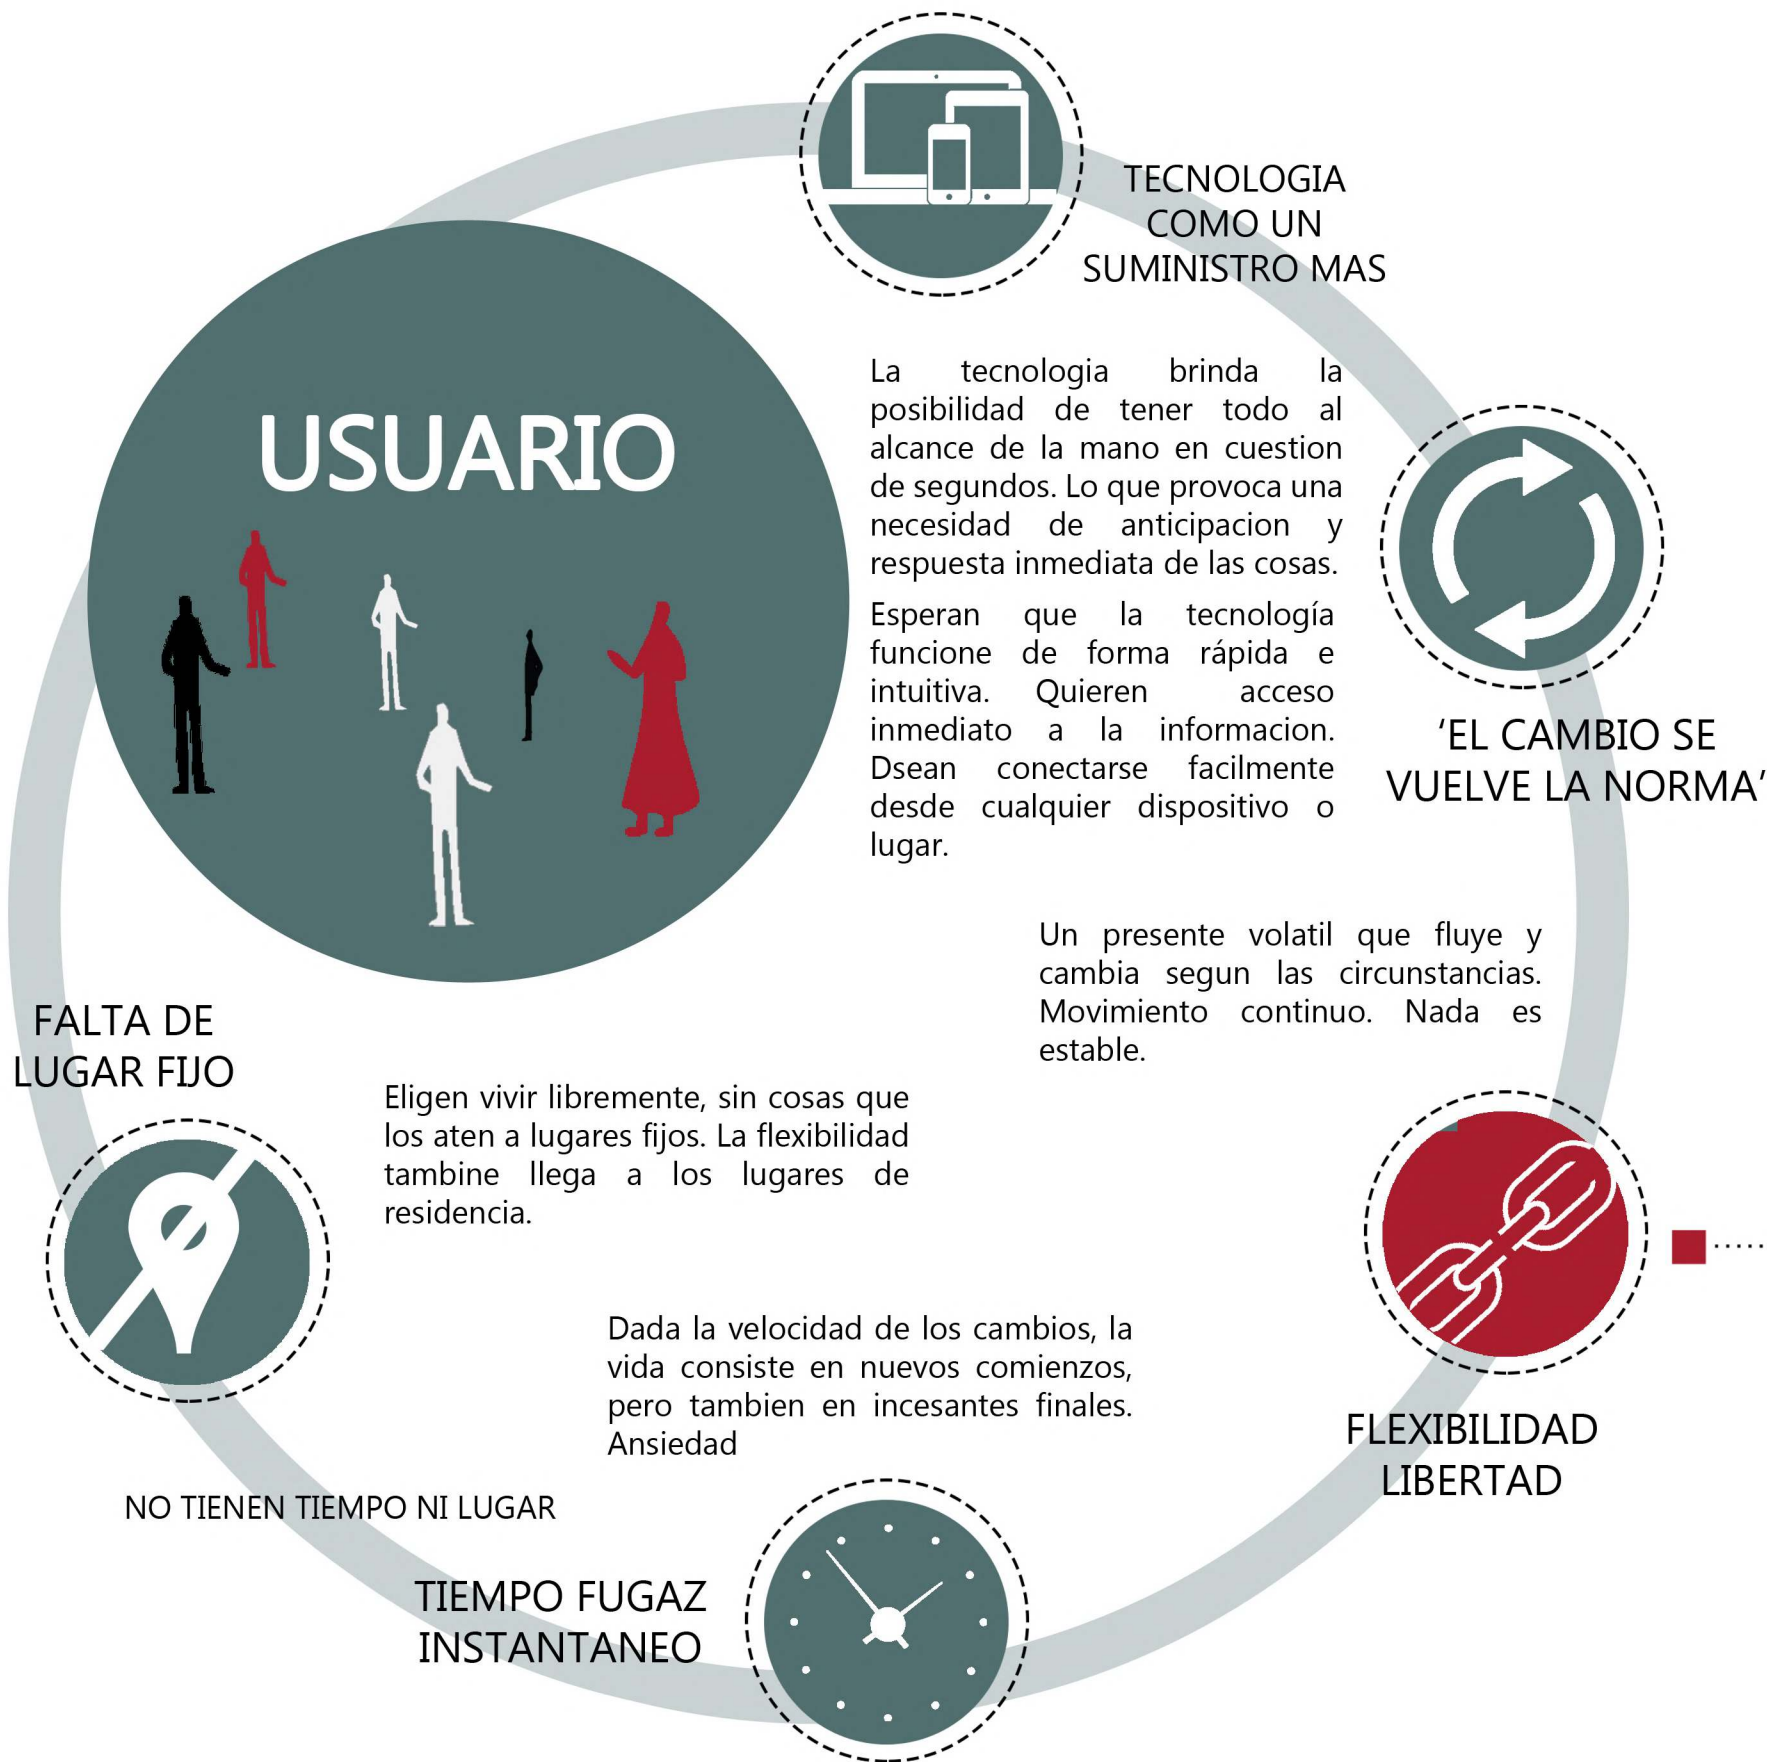 TECNOLOGIA
COMO UN
SUMINISTRO MAS
USUARIO
La tecnologia brinda la
posibilidad de tener todo al
alcance de la mano en cuestion
de segundos. Lo que provoca una
necesidad de anticipacion y
respuesta inmediata de las cosas.
Esperan que la tecnología
funcione de forma rápida e
intuitiva. Quieren acceso
inmediato a la informacion.
Dsean conectarse facilmente
desde cualquier dispositivo o
lugar.
‘EL CAMBIO SE
VUELVE LA NORMA’
Un presente volatil que fluye y
cambia segun las circunstancias.
Movimiento continuo. Nada es
estable.
FALTA DE
LUGAR FIJO
Eligen vivir libremente, sin cosas que
los aten a lugares fijos. La flexibilidad
tambine llega a los lugares de
residencia.
Dada la velocidad de los cambios, la
vida consiste en nuevos comienzos,
pero tambien en incesantes finales.
Ansiedad
FLEXIBILIDAD
LIBERTAD
NO TIENEN TIEMPO NI LUGAR
TIEMPO FUGAZ
INSTANTANEO